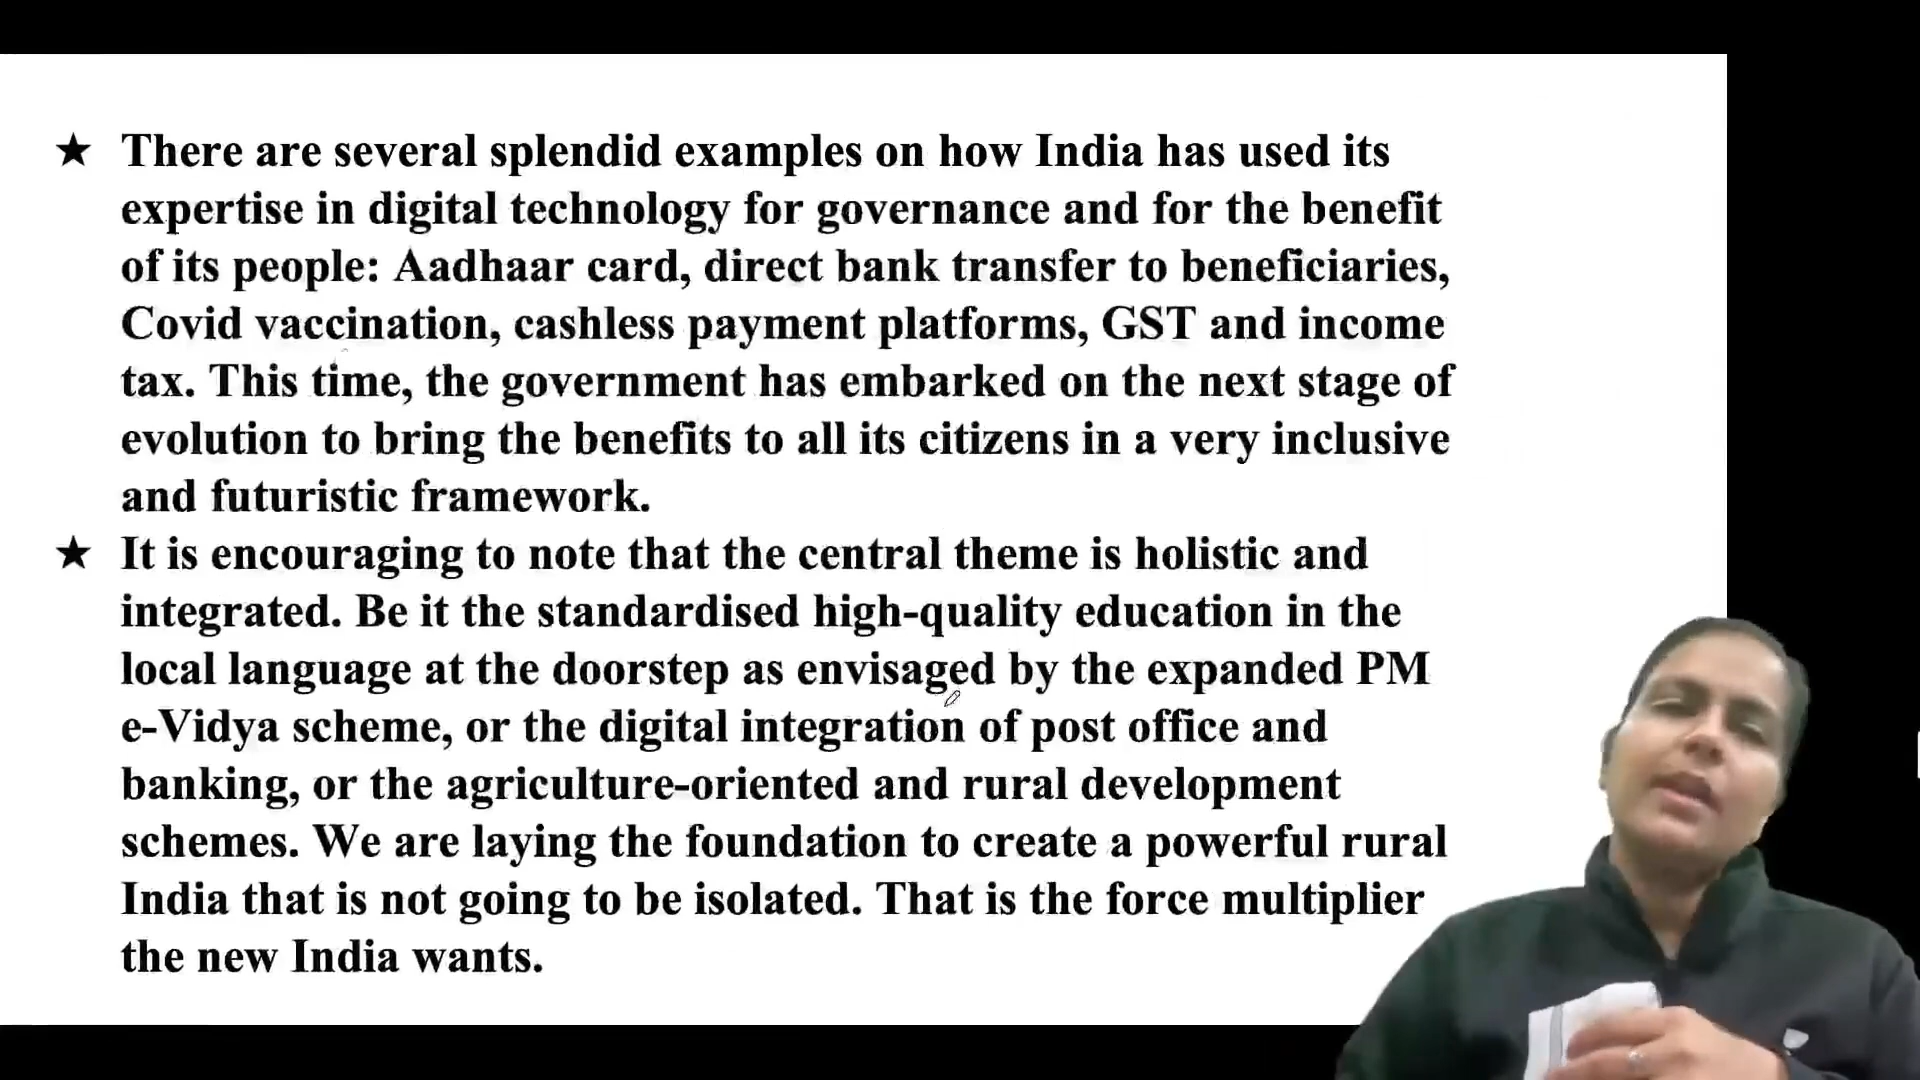 ★ There are several splendid examples on how India has used its
expertise in digital technology for governance and for the benefit
of its people: Aadhaar card, direct bank transfer to beneficiaries,
Covid vaccination, cashless payment platforms, GST and income
tax. This time, the government has embarked on the next stage of
evolution to bring the benefits to all its citizens in a very inclusive
and futuristic framework.
★ It is encouraging to note that the central theme is holistic and
integrated. Be it the standardised high-quality education in the
local language at the doorstep as envisaged by the expanded PM
e-Vidya scheme, or the digital integration of post office and
banking, or the agriculture-oriented and rural development
schemes. We are laying the foundation to create a powerful rural
India that is not going to be isolated. That is the force multiplier
the new India wants.